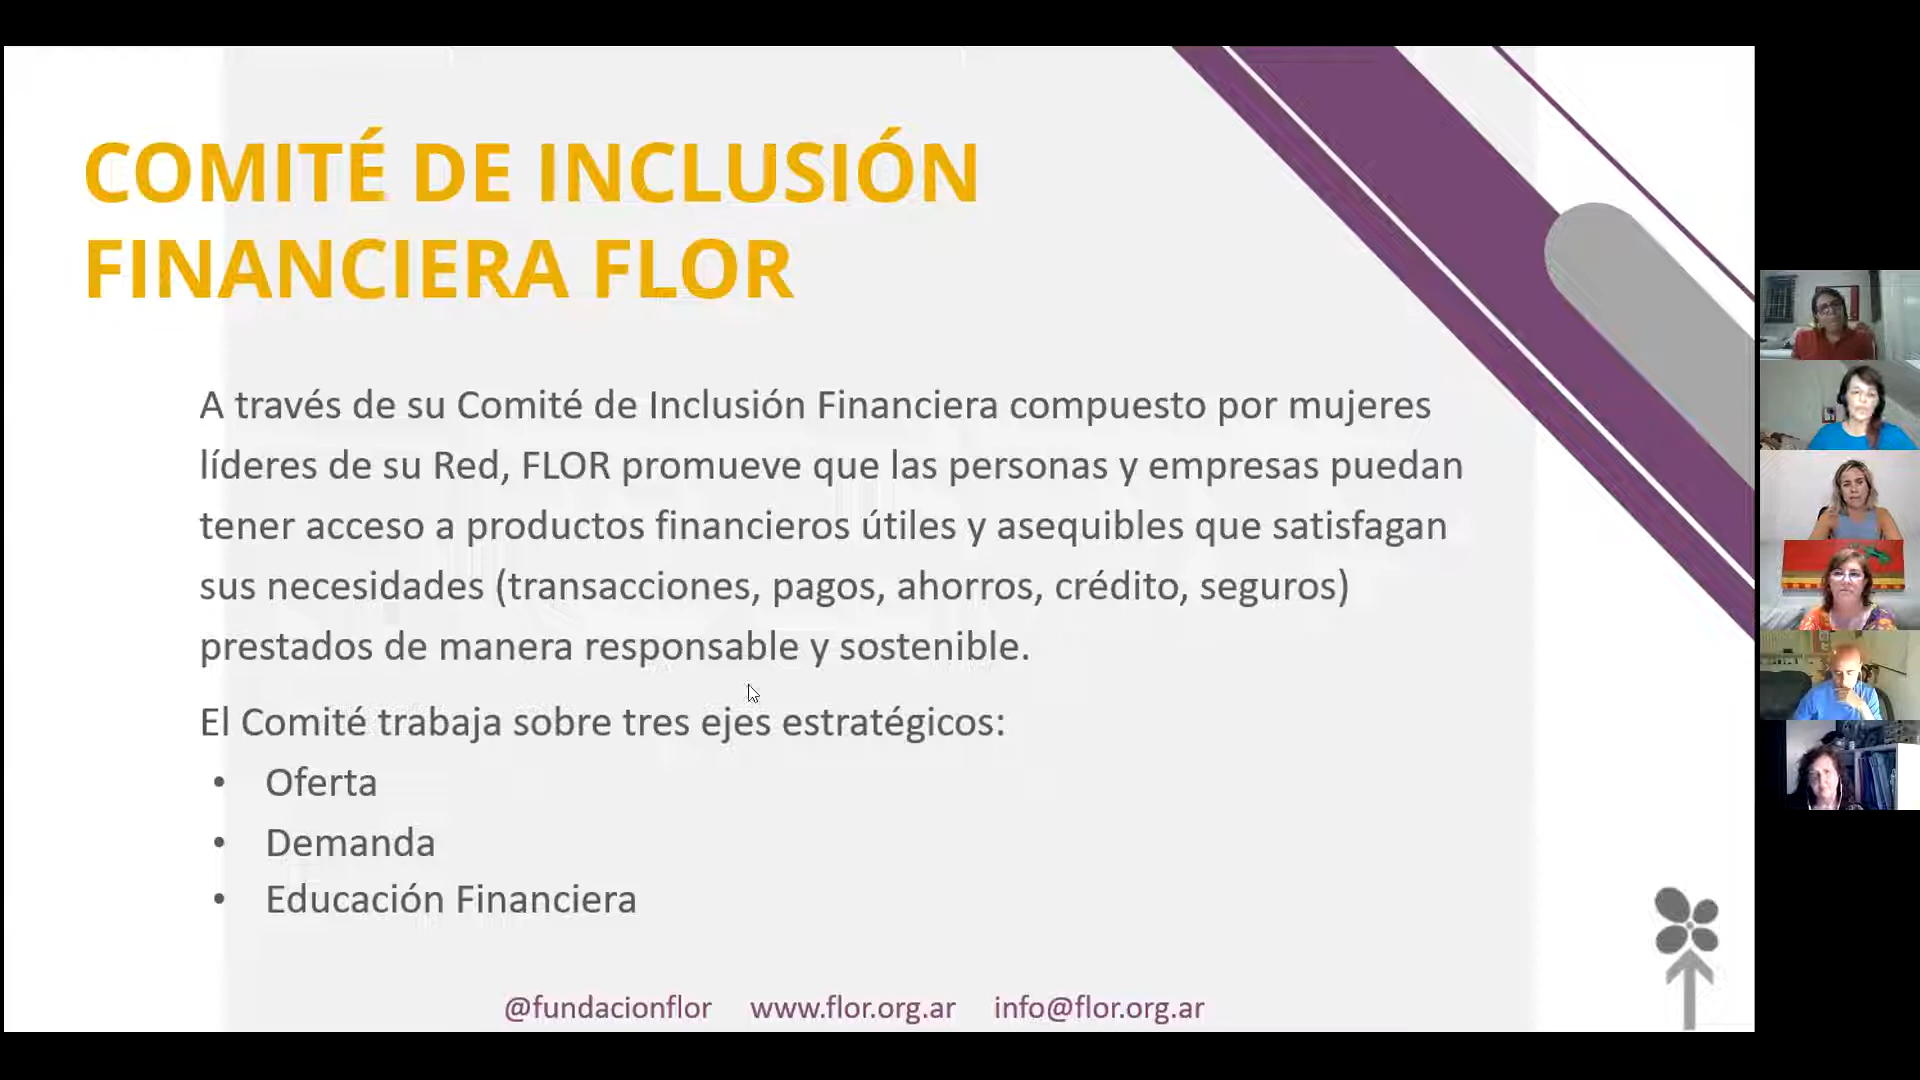 COMITÉ DE INCLUSIÓN
FINANCIERA FLOR
A través de su Comité de Inclusión Financiera compuesto por mujeres
líderes de su Red, FLOR promueve que las personas y empresas puedan
tener acceso a productos financieros útiles y asequibles que satisfagan
sus necesidades (transacciones, pagos, ahorros, crédito, seguros)
prestados de manera responsable y sostenible.
El Comité trabaja sobre tres ejes estratégicos:
• Oferta
• Demanda
• Educación Financiera
@fundacionflor www.flor.org.ar info@flor.org.ar